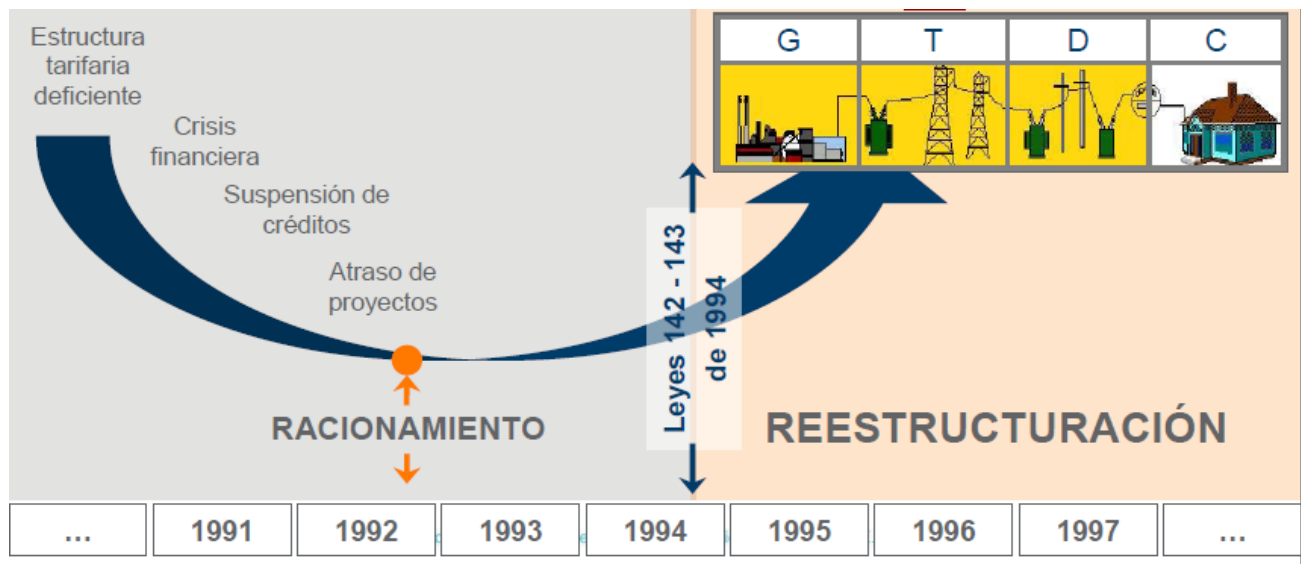 Estructura
tarifaria
deficiente
Crisis
financiera
Suspensión de
créditos
Atraso de
proyectos
RACIONAMIENTO
Leyes 142 - 143
de 1994
G T D C
REESTRUCTURACIÓN
... 1991 1992 1993 1994 1995 1996 1997 ...